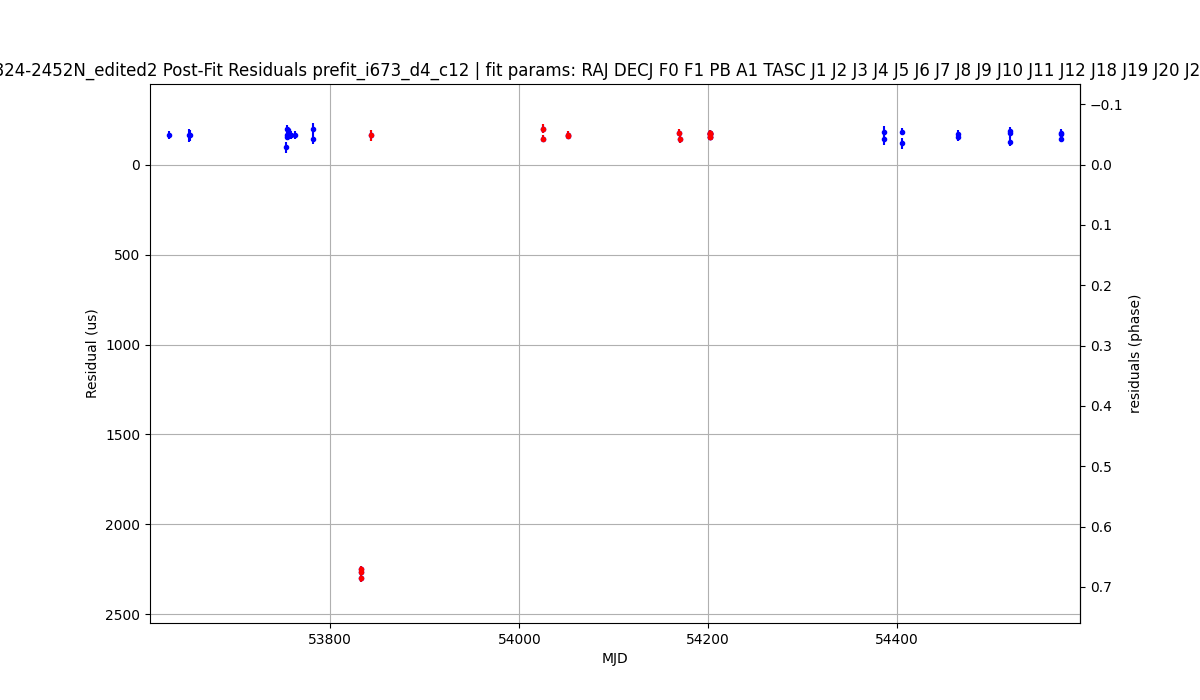 324-2452N_edited2 Post-Fit Residuals prefit_i673_d4_c12 | fit params: RAJ DECJ F0 F1 PB A1 TASC J1 J2 J3 J4 J5 J6 J7 J8 J9 J10 J11 J12 J18 J19 J20 J2
−0.1
0 0.0
0.1
500
0.2
1000 0.3
0.4
1500
0.5
2000
0.6
0.7
2500
53800 54000 54200 54400
MJD
Residual (us)
residuals (phase)